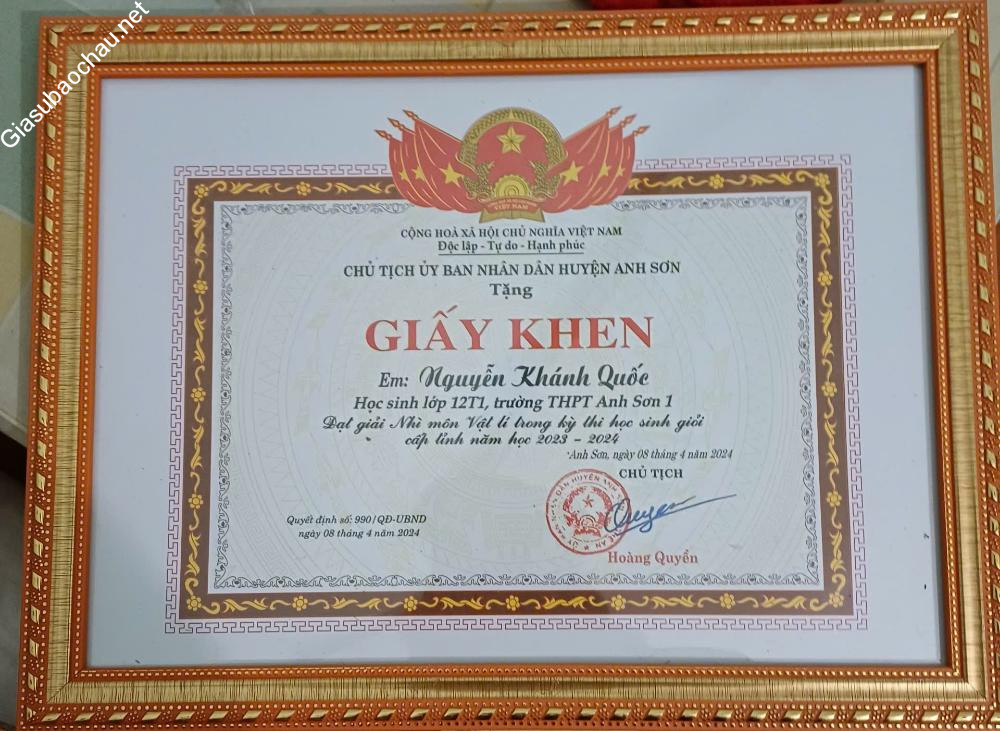 Giasubaochau.net
VIỆT NAM
CỘNG HOÀ XÃ HỘI CHỦ NGHĨA VIỆT NAM
Độc lập - Tự do - Hạnh phúc
CHỦ TỊCH ỦY BAN NHÂN DÂN HUYỆN ANH SƠN
Tặng
GIẤY KHEN
Em: Nguyễn Khánh Quốc
Học sinh lớp 12T1, trường THPT Anh Sơn 1
Đạt giải Nhì môn Vật lí trong kỳ thi học sinh giỏi
cấp tỉnh năm học 2023 - 2024
Anh Sơn, ngày 08 tháng 4 năm 2024
CHỦ TỊCH
Quyết định số: 990/QĐ-UBND
ngày 08 tháng 4 năm 2024
Hoàng Quyền